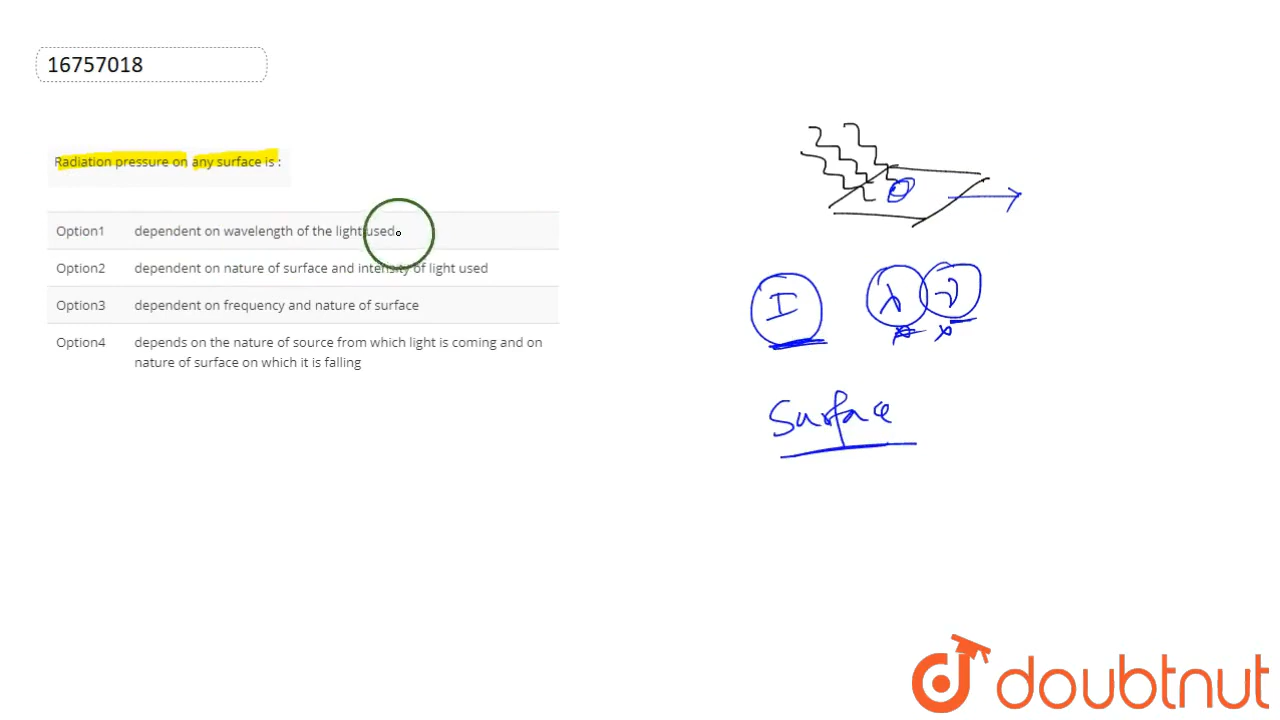 16757018
Radiation pressure on any surface is :
Option1 dependent on wavelength of the light used
Option2 dependent on nature of surface and intensity of light used
Option3 dependent on frequency and nature of surface
Option4 depends on the nature of source from which light is coming and on
nature of surface on which it is falling
I λ ν
Surface
doubtnut